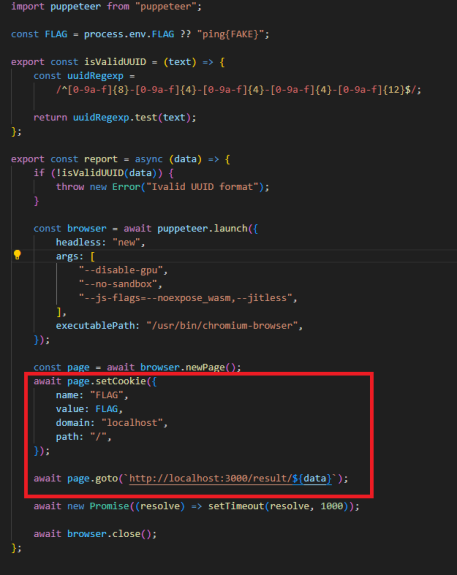 import puppeteer from "puppeteer";
const FLAG = process.env.FLAG ?? "ping{FAKE}";
export const isValidUUID = (text) => {
const uuidRegexp =
/^[0-9a-f]{8}-[0-9a-f]{4}-[0-9a-f]{4}-[0-9a-f]{4}-[0-9a-f]{12}$/;
return uuidRegexp.test(text);
};
export const report = async (data) => {
if (!isValidUUID(data)) {
throw new Error("Ivalid UUID format");
}
const browser = await puppeteer.launch({
headless: "new",
args: [
"--disable-gpu",
"--no-sandbox",
"--js-flags=--noexpose_wasm,--jitless",
],
executablePath: "/usr/bin/chromium-browser",
});
const page = await browser.newPage();
await page.setCookie({
name: "FLAG",
value: FLAG,
domain: "localhost",
path: "/",
});
await page.goto(`http://localhost:3000/result/${data}`);
await new Promise((resolve) => setTimeout(resolve, 1000));
await browser.close();
};